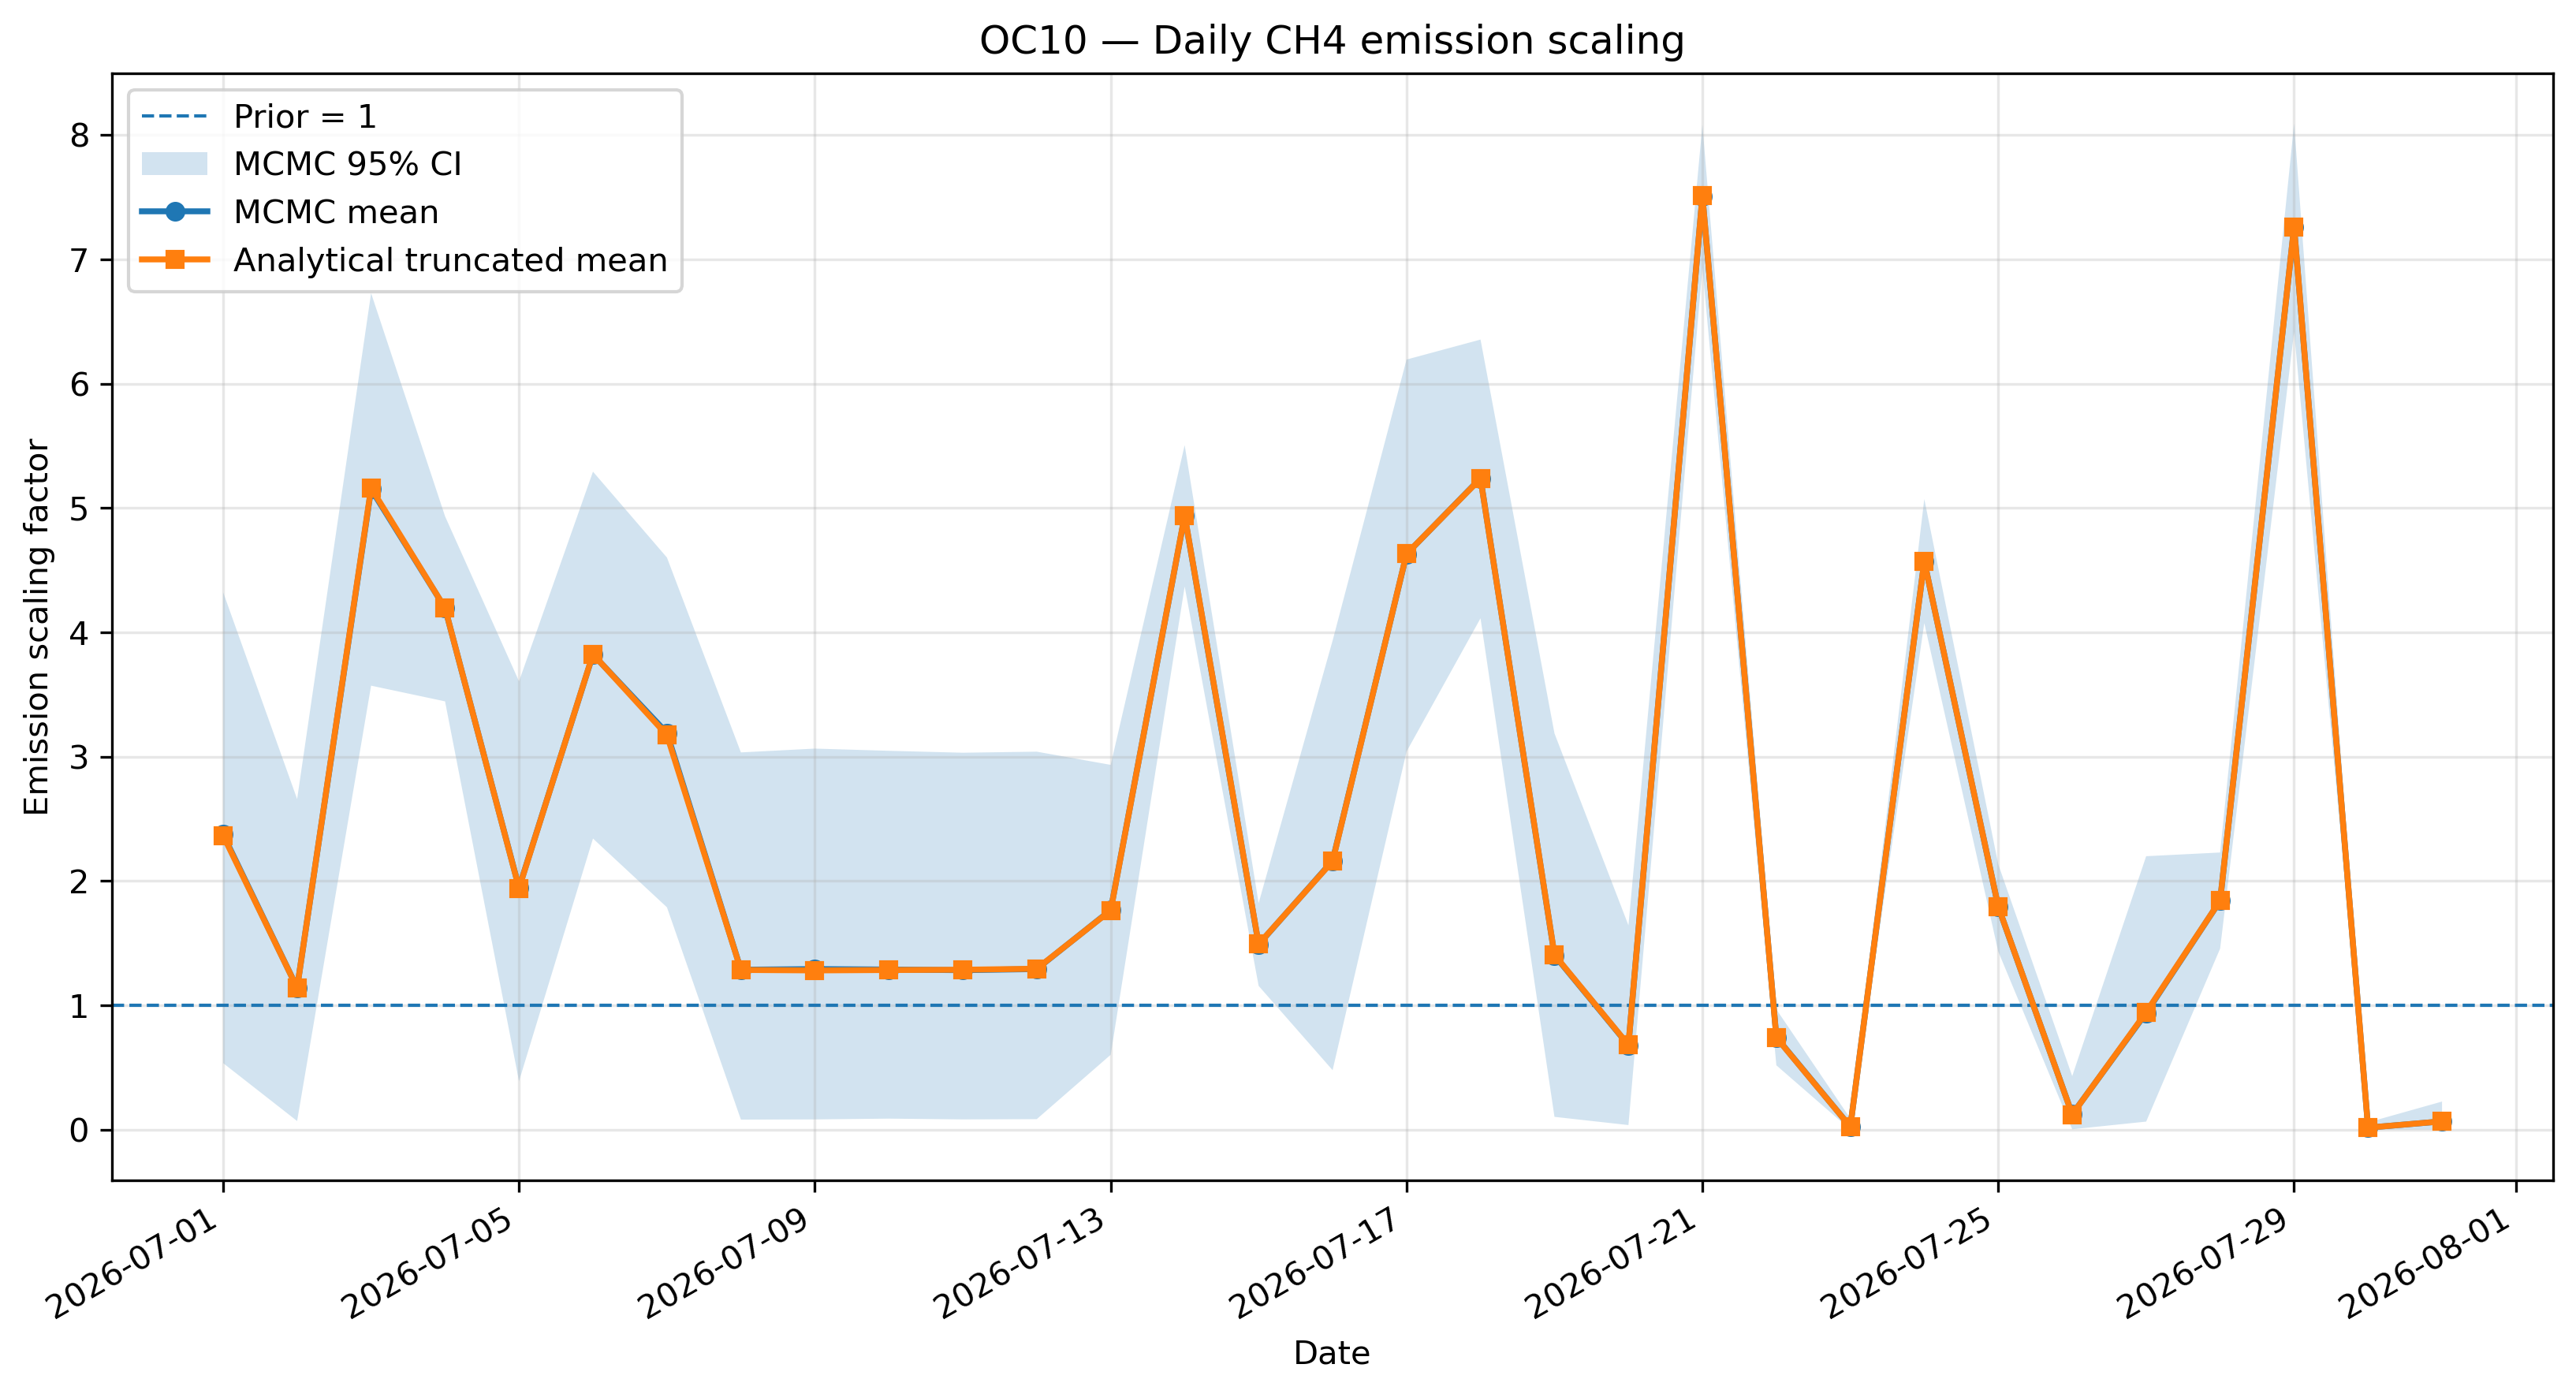 OC10 — Daily CH4 emission scaling
Prior = 1
MCMC 95% CI
MCMC mean
Analytical truncated mean
Emission scaling factor
8
7
6
5
4
3
2
1
0
2026-07-01
2026-07-05
2026-07-09
2026-07-13
2026-07-17
2026-07-21
2026-07-25
2026-07-29
2026-08-01
Date